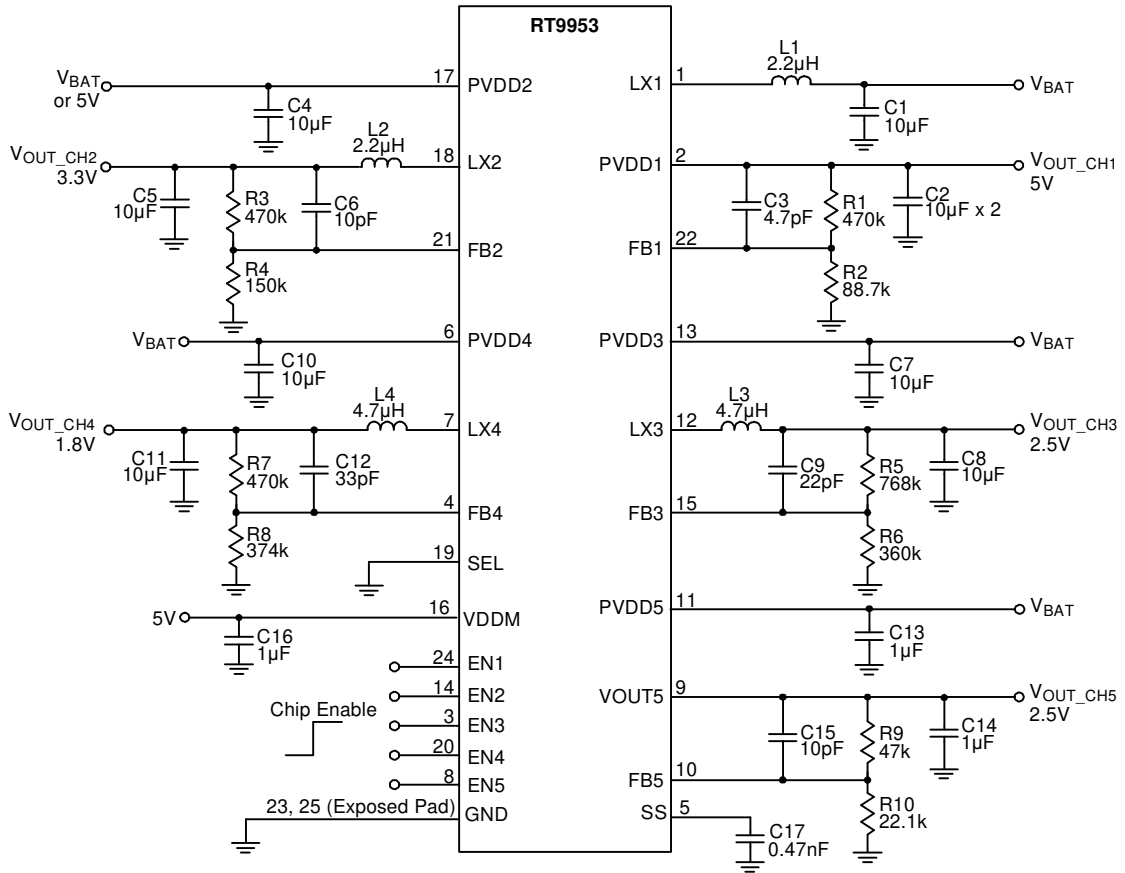 RT9953
VBAT
or 5V
17
PVDD2
C4
10µF
L2
2.2µH
VOUT_CH2
3.3V
18
LX2
C5
10µF
R3
470k
C6
10pF
21
FB2
R4
150k
VBAT
6
PVDD4
C10
10µF
L4
4.7µH
VOUT_CH4
1.8V
7
LX4
C11
10µF
R7
470k
C12
33pF
4
FB4
R8
374k
19
SEL
5V
16
VDDM
C16
1µF
24
EN1
14
EN2
Chip Enable
3
EN3
20
EN4
8
EN5
23, 25 (Exposed Pad)
GND
LX1
1
L1
2.2µH
VBAT
C1
10µF
PVDD1
2
VOUT_CH1
5V
C3
4.7pF
R1
470k
C2
10µF x 2
FB1
22
R2
88.7k
PVDD3
13
VBAT
C7
10µF
L3
4.7µH
LX3
12
VOUT_CH3
2.5V
C9
22pF
R5
768k
C8
10µF
FB3
15
R6
360k
PVDD5
11
VBAT
C13
1µF
VOUT5
9
VOUT_CH5
2.5V
C15
10pF
R9
47k
C14
1µF
FB5
10
R10
22.1k
SS
5
C17
0.47nF